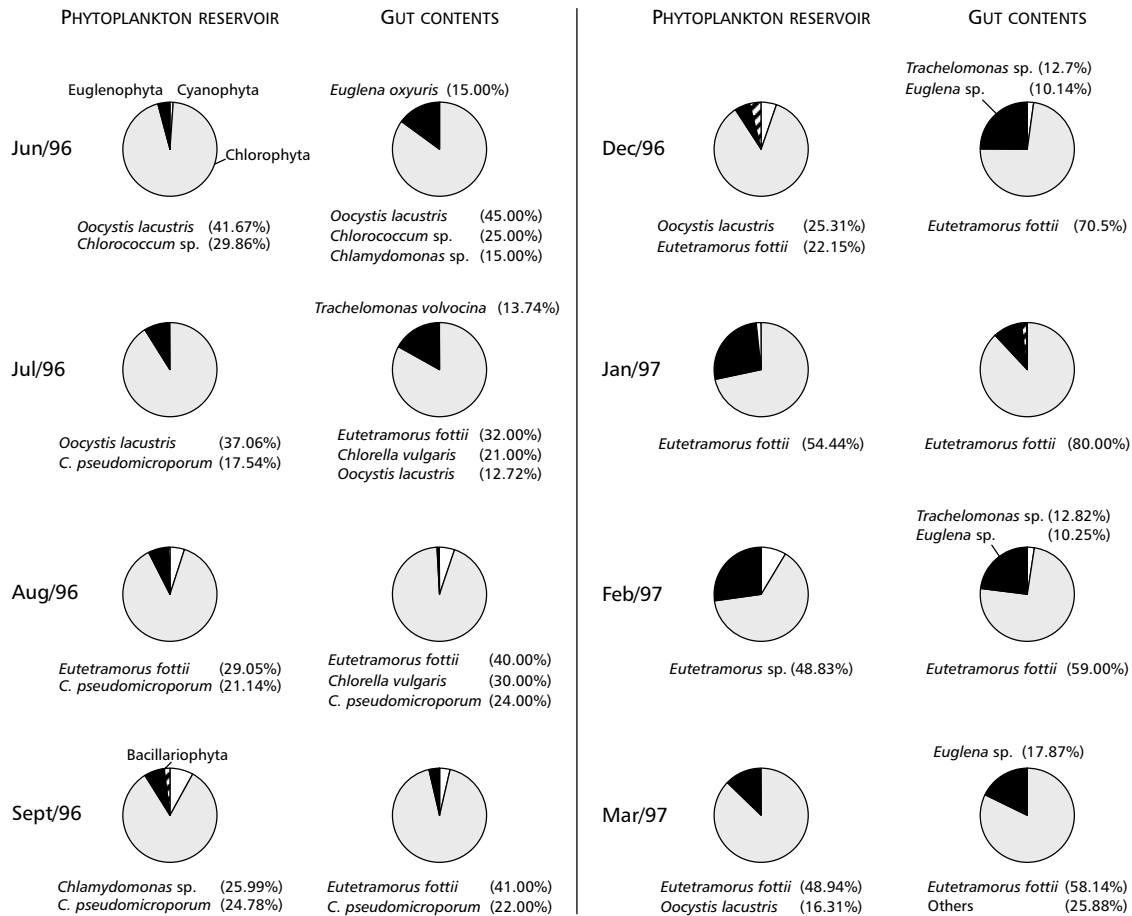 PHYTOPLANKTON RESERVOIR
GUT CONTENTS
Jun/96
Euglenophyta
Cyanophyta
Chlorophyta
Oocystis lacustris (41.67%)
Chlorococcum sp. (29.86%)
Euglena oxyuris (15.00%)
Oocystis lacustris (45.00%)
Chlorococcum sp. (25.00%)
Chlamydomonas sp. (15.00%)
Jul/96
Oocystis lacustris (37.06%)
C. pseudomicroporum (17.54%)
Trachelomonas volvocina (13.74%)
Eutetramorus fottii (32.00%)
Chlorella vulgaris (21.00%)
Oocystis lacustris (12.72%)
Aug/96
Eutetramorus fottii (29.05%)
C. pseudomicroporum (21.14%)
Eutetramorus fottii (40.00%)
Chlorella vulgaris (30.00%)
C. pseudomicroporum (24.00%)
Sept/96
Bacillariophyta
Chlamydomonas sp. (25.99%)
C. pseudomicroporum (24.78%)
Eutetramorus fottii (41.00%)
C. pseudomicroporum (22.00%)
PHYTOPLANKTON RESERVOIR
GUT CONTENTS
Dec/96
Oocystis lacustris (25.31%)
Eutetramorus fottii (22.15%)
Trachelomonas sp. (12.7%)
Euglena sp. (10.14%)
Eutetramorus fottii (70.5%)
Jan/97
Eutetramorus fottii (54.44%)
Eutetramorus fottii (80.00%)
Feb/97
Eutetramorus sp. (48.83%)
Trachelomonas sp. (12.82%)
Euglena sp. (10.25%)
Eutetramorus fottii (59.00%)
Mar/97
Eutetramorus fottii (48.94%)
Oocystis lacustris (16.31%)
Euglena sp. (17.87%)
Eutetramorus fottii (58.14%)
Others (25.88%)